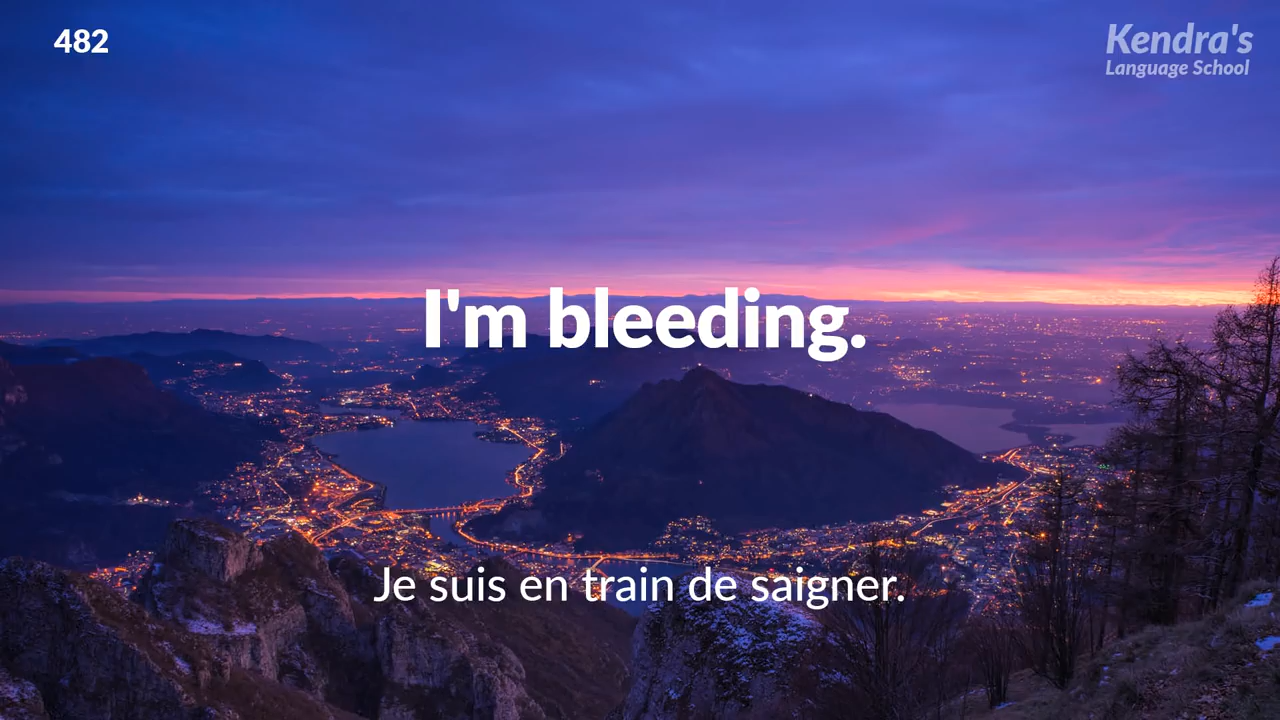 482
Kendra's
Language School
I'm bleeding.
Je suis en train de saigner.